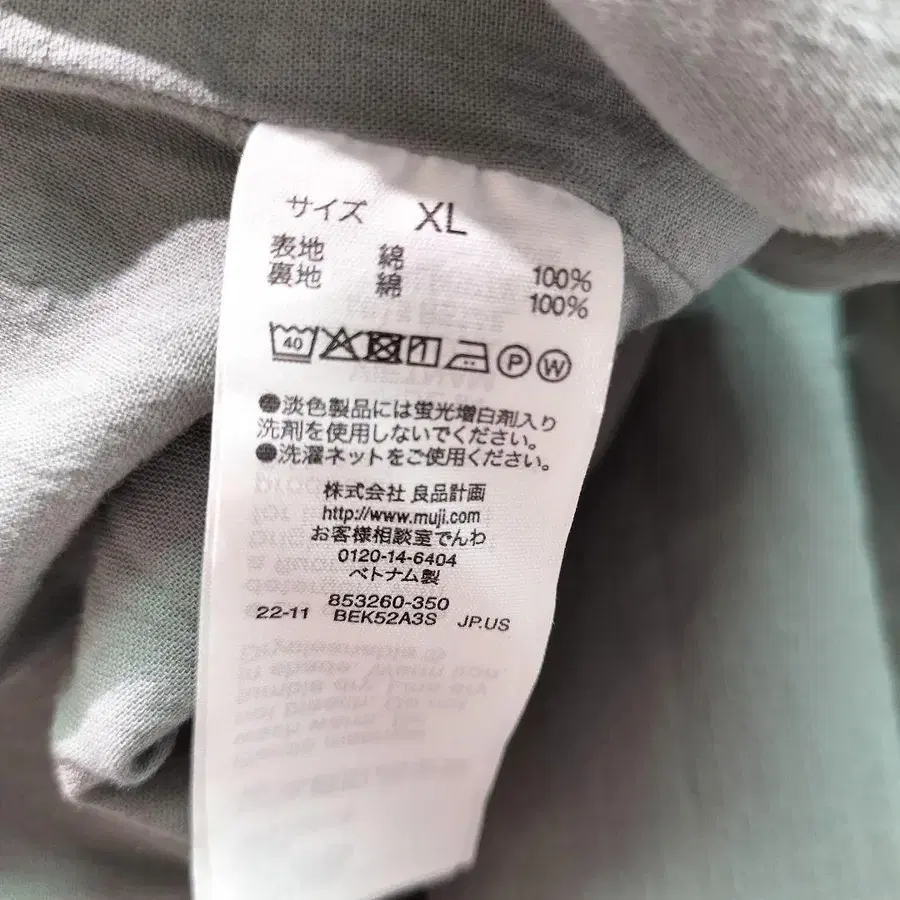 サイズ XL
表地 綿 100%
裏地 綿 100%
40 P W
●淡色製品には蛍光増白剤入り
洗剤を使用しないでください。
●洗濯ネットをご使用ください。
株式会社 良品計画
http://www.muji.com
お客様相談室でんわ
0120-14-6404
ベトナム製
853260-350
22-11 BEK52A3S JP.US